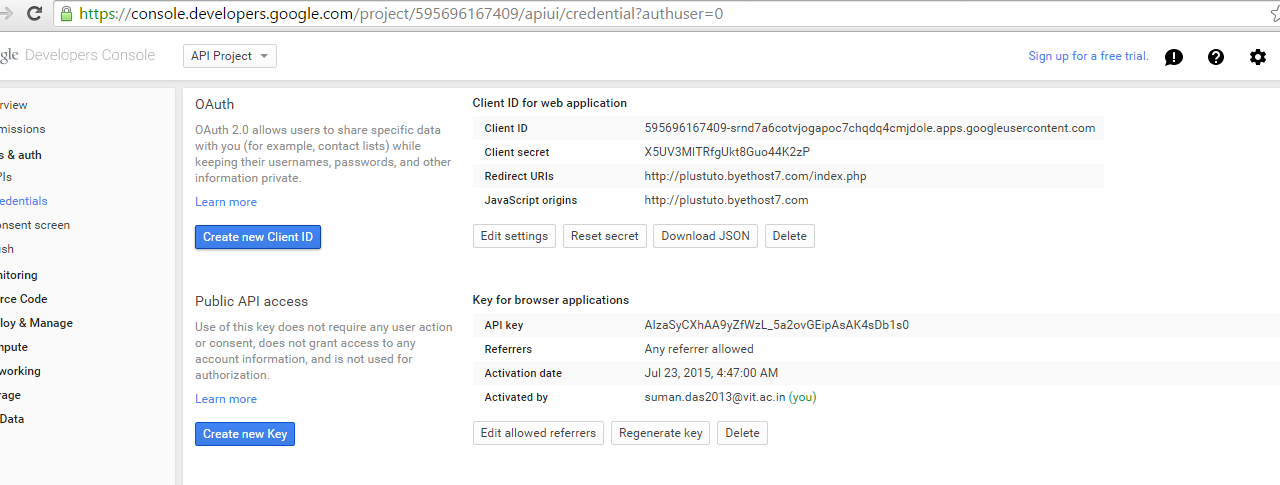 https://console.developers.google.com/project/595696167409/apiui/credential?authuser=0
gle Developers Console
API Project
Sign up for a free trial.
rview
missions
s & auth
PIs
edentials
onsent screen
sh
nitoring
rce Code
loy & Manage
npute
working
rage
Data
OAuth
OAuth 2.0 allows users to share specific data
with you (for example, contact lists) while
keeping their usernames, passwords, and other
information private.
Learn more
Create new Client ID
Client ID for web application
Client ID 595696167409-srnd7a6cotvjogapoc7chqdq4cmjdole.apps.googleusercontent.com
Client secret X5UV3MITRfgUkt8Guo44K2zP
Redirect URIs http://plustuto.byethost7.com/index.php
JavaScript origins http://plustuto.byethost7.com
Edit settings Reset secret Download JSON Delete
Public API access
Use of this key does not require any user action
or consent, does not grant access to any
account information, and is not used for
authorization.
Learn more
Create new Key
Key for browser applications
API key AIzaSyCXhAA9yZfWzL_5a2ovGEipAsAK4sDb1s0
Referrers Any referrer allowed
Activation date Jul 23, 2015, 4:47:00 AM
Activated by suman.das2013@vit.ac.in (you)
Edit allowed referrers Regenerate key Delete